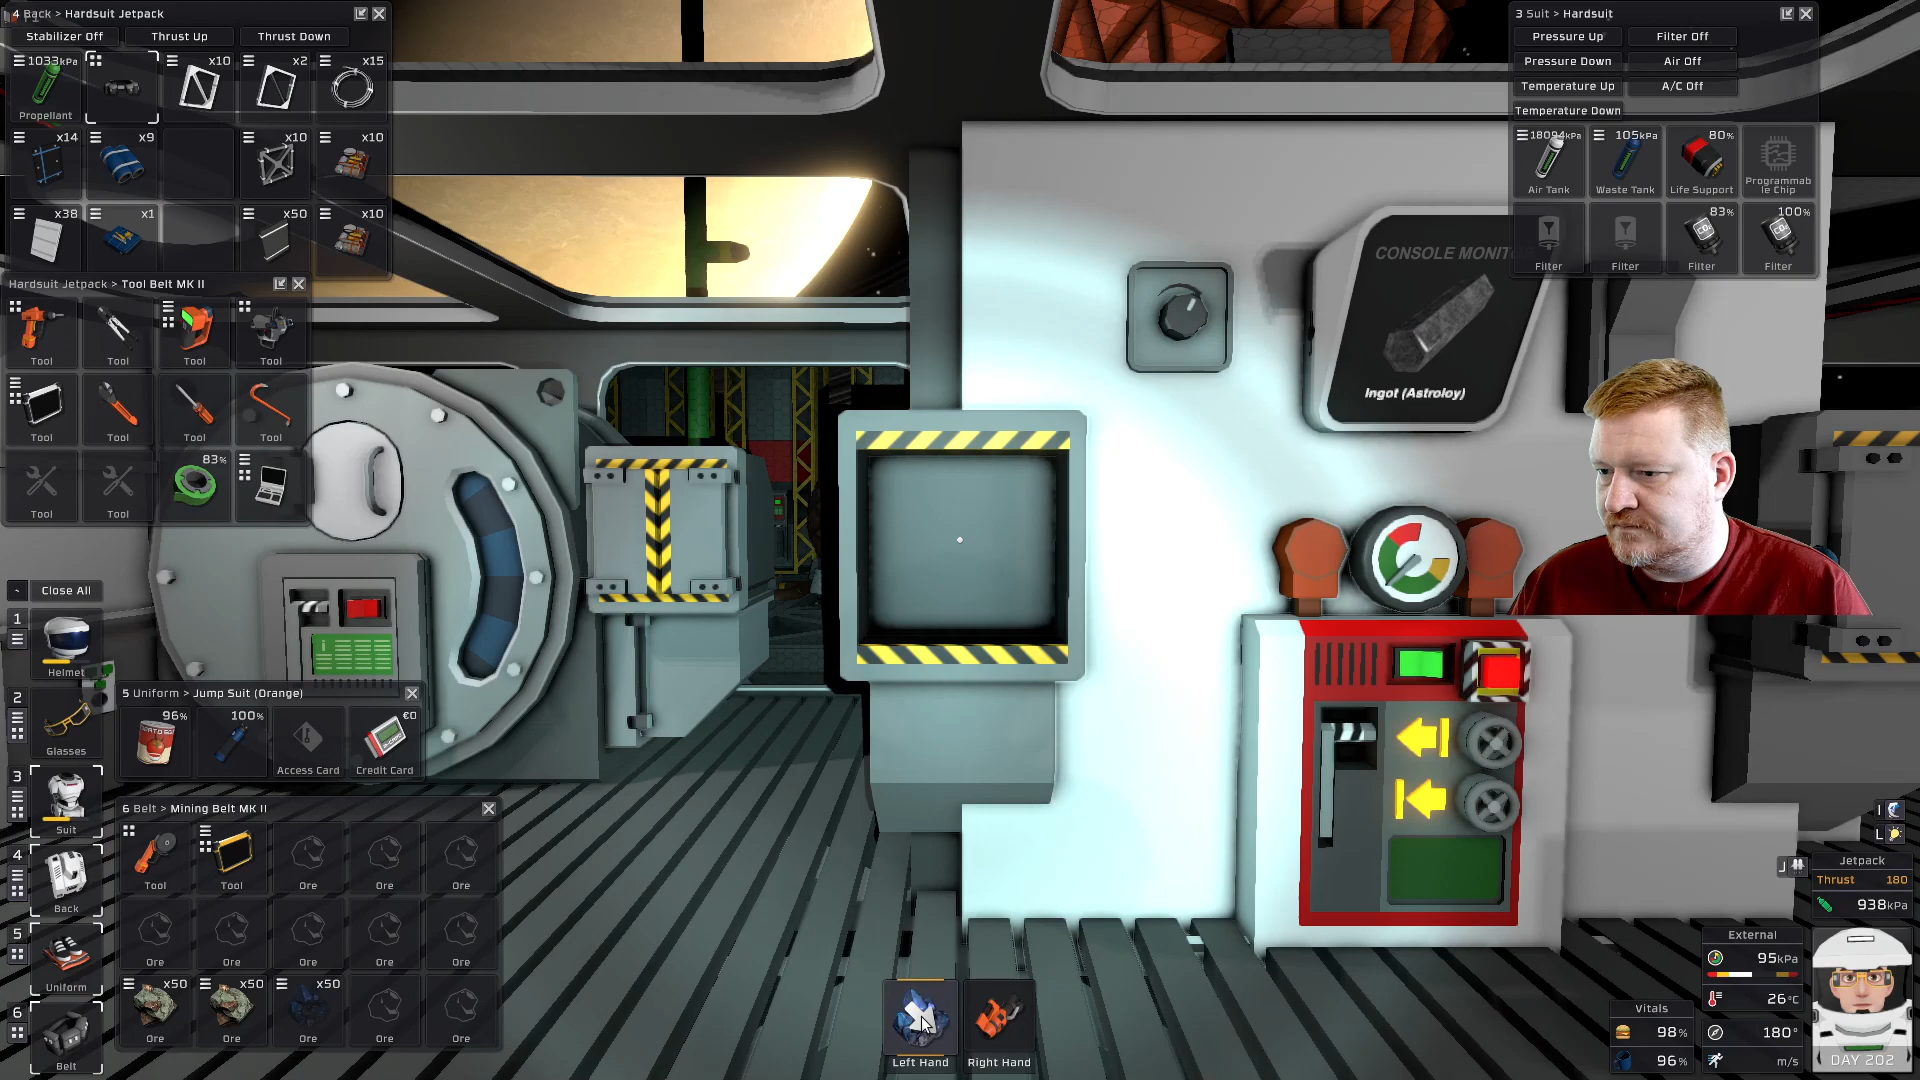 4 Back > Hardsuit Jetpack
Stabilizer Off
Thrust Up
Thrust Down
1033kPa
x10
x2
x15
Propellant
x14
x9
x10
x10
x38
x1
x50
x10
Hardsuit Jetpack > Tool Belt MK II
Tool
Tool
Tool
Tool
Tool
Tool
Tool
Tool
83%
Tool
Tool
~
Close All
1
Helmet
2
Glasses
3
Suit
4
Back
5
Uniform
6
Belt
5 Uniform > Jump Suit (Orange)
96%
100%
€0
Access Card
Credit Card
6 Belt > Mining Belt MK II
Tool
Tool
Ore
Ore
Ore
Ore
Ore
Ore
Ore
Ore
x50
x50
x50
Ore
Ore
Ore
Ore
Ore
Left Hand
Right Hand
CONSOLE MONIT
Ingot (Astroloy)
3 Suit > Hardsuit
Pressure Up
Filter Off
Pressure Down
Air Off
Temperature Up
A/C Off
Temperature Down
18094kPa
105kPa
80%
Air Tank
Waste Tank
Life Support
Programmab
le Chip
83%
100%
Filter
Filter
Filter
Filter
I
L
J
Jetpack
Thrust 180
938kPa
External
95kPa
26°C
180°
m/s
Vitals
98%
96%
DAY 202